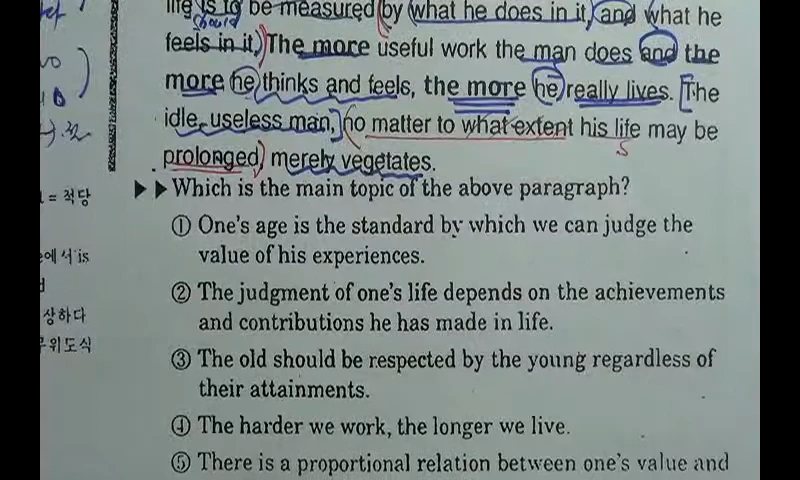 life is to be measured by what he does in it, and what he
should
feels in it. The more useful work the man does and the
more he thinks and feels, the more he really lives. The
idle, useless man, no matter to what extent his life may be
s
prolonged, merely vegetates.
▶▶ Which is the main topic of the above paragraph?
① One's age is the standard by which we can judge the
value of his experiences.
② The judgment of one's life depends on the achievements
and contributions he has made in life.
③ The old should be respected by the young regardless of
their attainments.
④ The harder we work, the longer we live.
⑤ There is a proportional relation between one's value and
= 적당
에서 is
상하다
무위도식